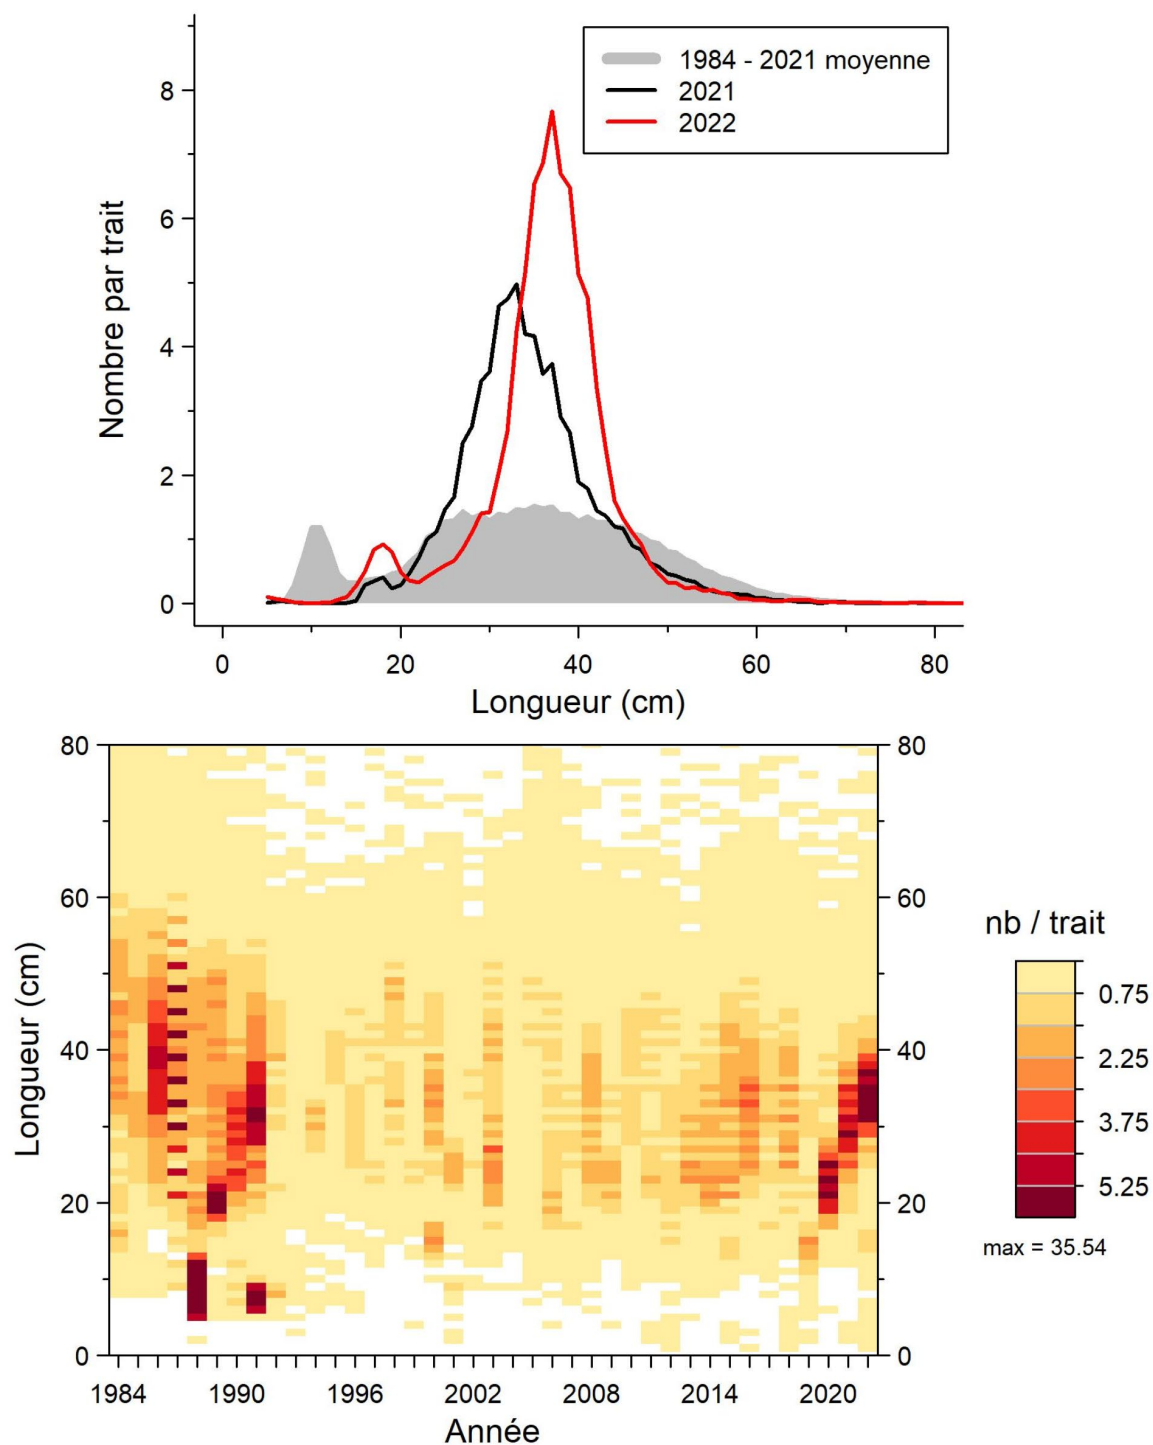 1984 - 2021 moyenne
2021
2022
8
6
4
2
0
Nombre par trait
0 20 40 60 80
Longueur (cm)
80
60
40
20
0
Longueur (cm)
80
60
40
20
0
1984 1990 1996 2002 2008 2014 2020
Année
nb / trait
0.75
2.25
3.75
5.25
max = 35.54